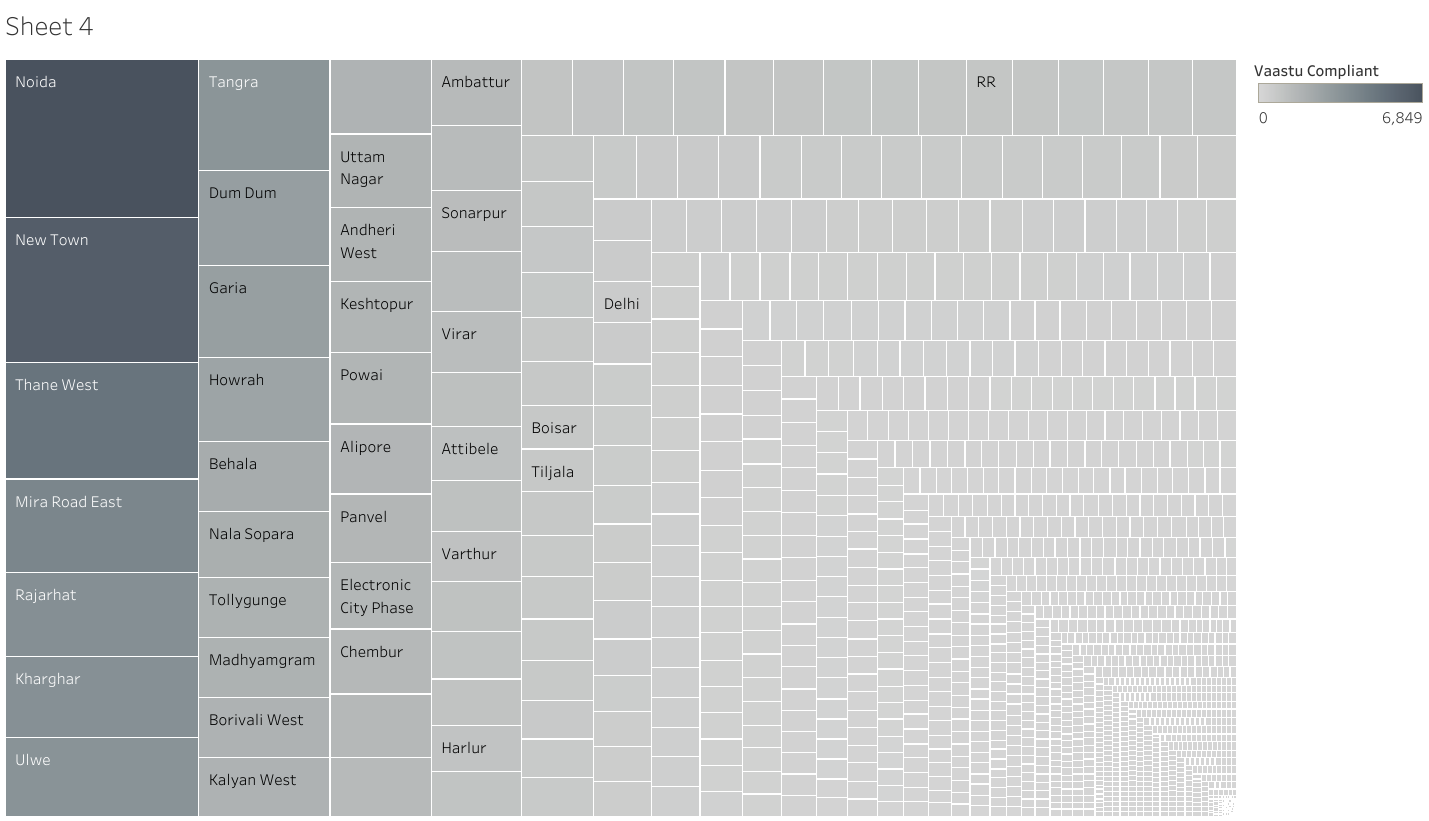 Sheet 4
Noida
New Town
Thane West
Mira Road East
Rajarhat
Kharghar
Ulwe
Tangra
Dum Dum
Garia
Howrah
Behala
Nala Sopara
Tollygunge
Madhyamgram
Borivali West
Kalyan West
Uttam
Nagar
Andheri
West
Keshtopur
Powai
Alipore
Panvel
Electronic
City Phase
Chembur
Ambattur
Sonarpur
Virar
Attibele
Varthur
Harlur
Boisar
Tiljala
Delhi
RR
Vaastu Compliant
0
6,849